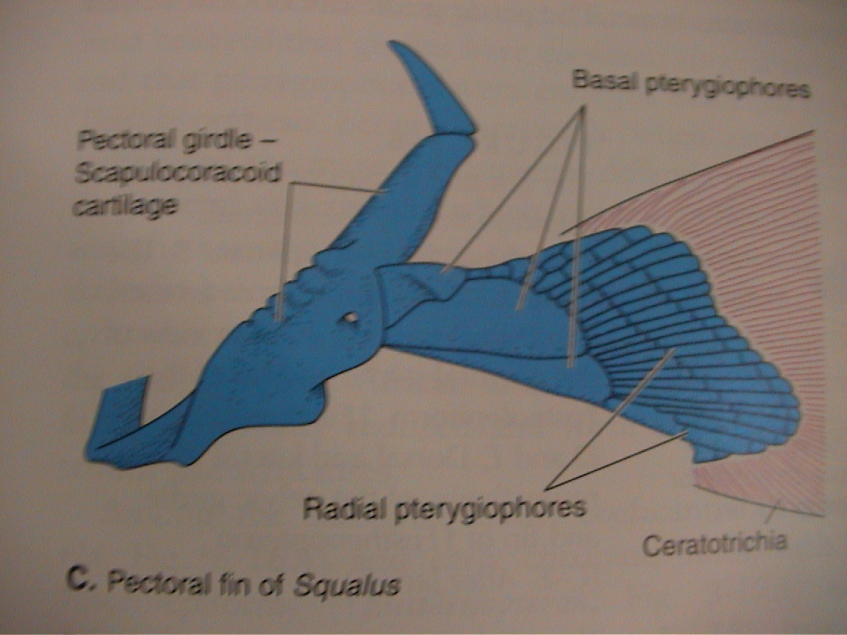 Basal pterygiophores
Pectoral girdle –
Scapulocoracoid
cartilage
Radial pterygiophores
Ceratotrichia
C. Pectoral fin of Squalus